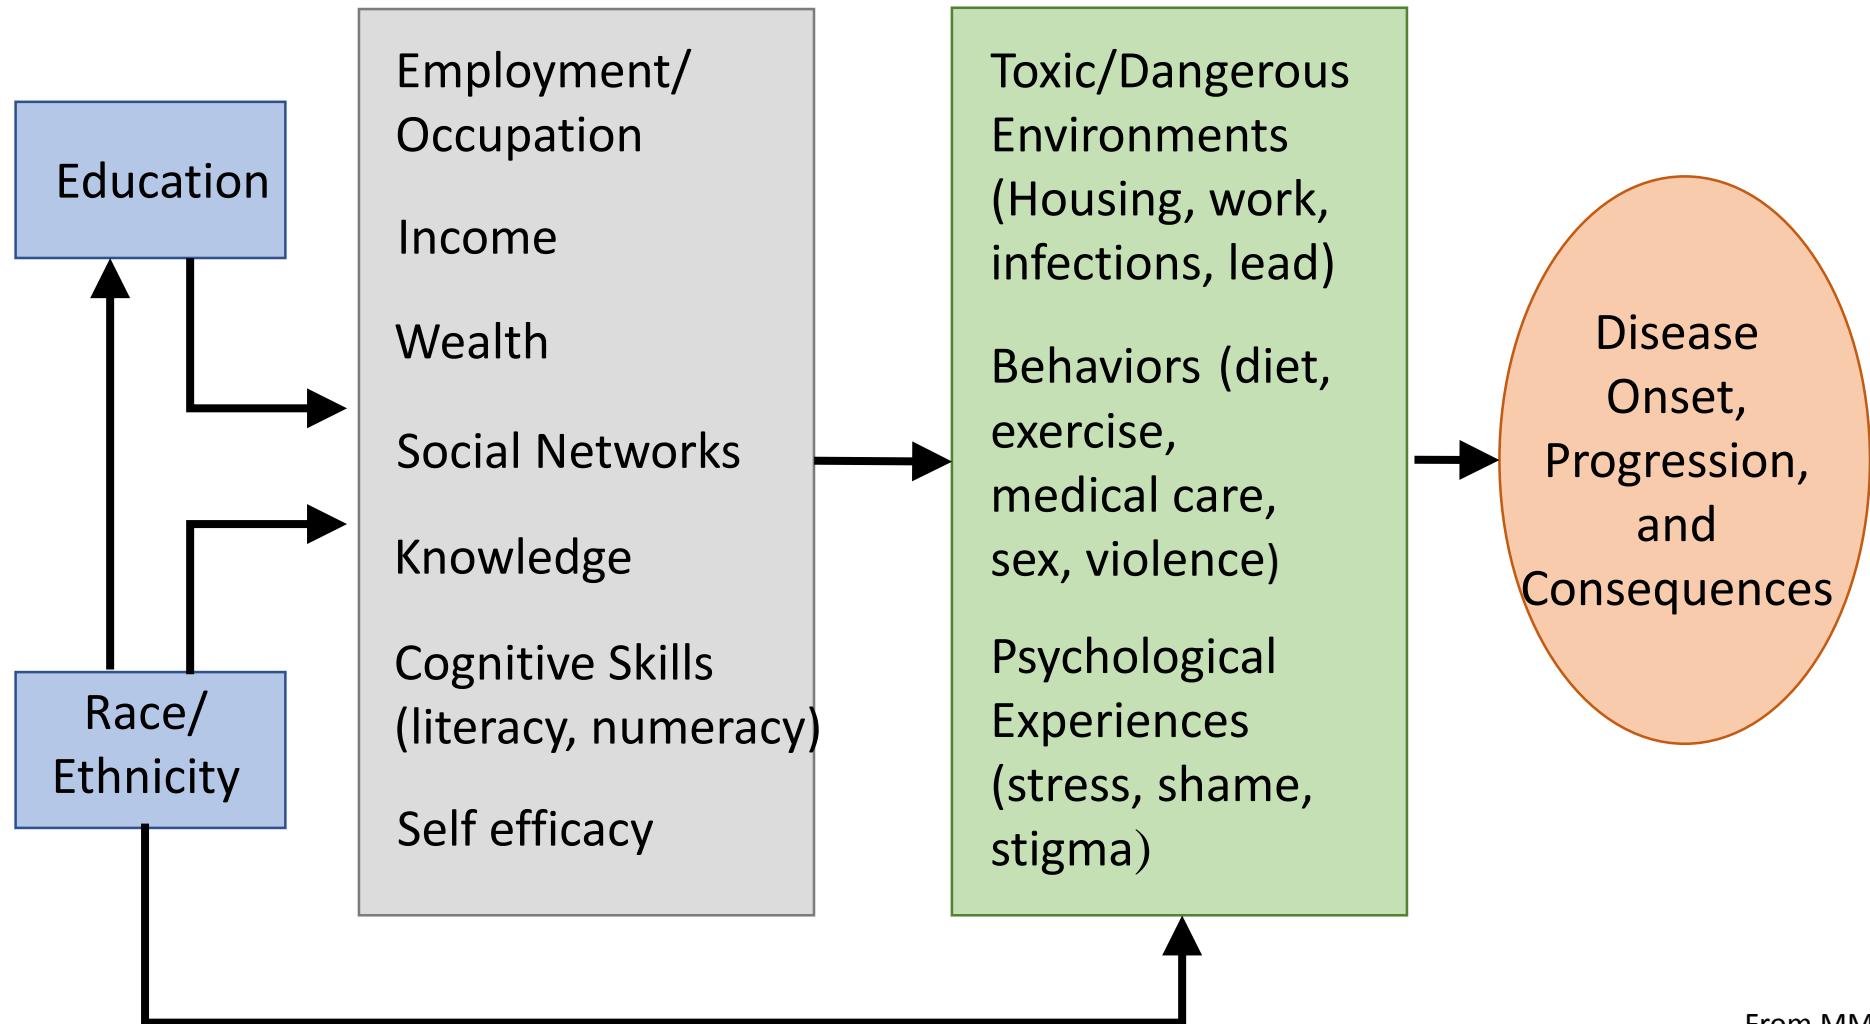 Education
Race/
Ethnicity
Employment/
Occupation
Income
Wealth
Social Networks
Knowledge
Cognitive Skills
(literacy, numeracy)
Self efficacy
Toxic/Dangerous
Environments
(Housing, work,
infections, lead)
Behaviors (diet,
exercise,
medical care,
sex, violence)
Psychological
Experiences
(stress, shame,
stigma)
Disease
Onset,
Progression,
and
Consequences
From